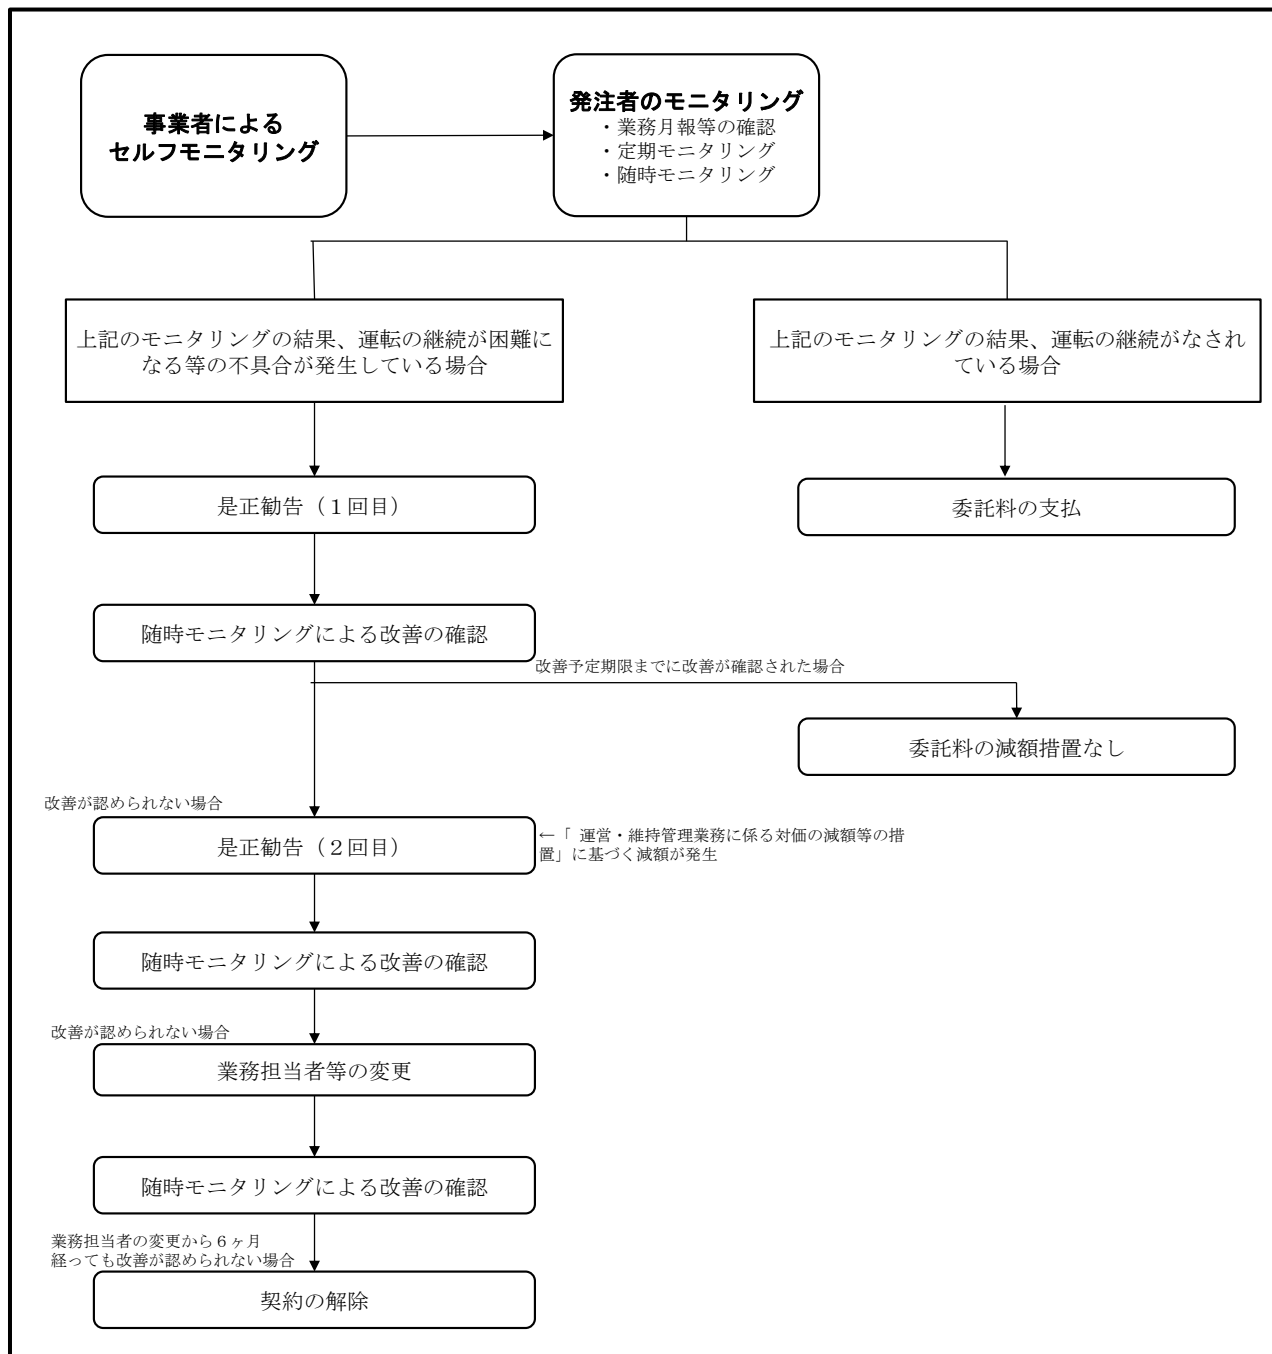 事業者による
セルフモニタリング
発注者のモニタリング
・業務月報等の確認
・定期モニタリング
・随時モニタリング
上記のモニタリングの結果、運転の継続が困難に
なる等の不具合が発生している場合
上記のモニタリングの結果、運転の継続がなされ
ている場合
是正勧告（１回目）
委託料の支払
随時モニタリングによる改善の確認
改善予定期限までに改善が確認された場合
委託料の減額措置なし
改善が認められない場合
是正勧告（２回目）
←「 運営・維持管理業務に係る対価の減額等の措
置」に基づく減額が発生
随時モニタリングによる改善の確認
改善が認められない場合
業務担当者等の変更
随時モニタリングによる改善の確認
業務担当者の変更から６ヶ月
経っても改善が認められない場合
契約の解除